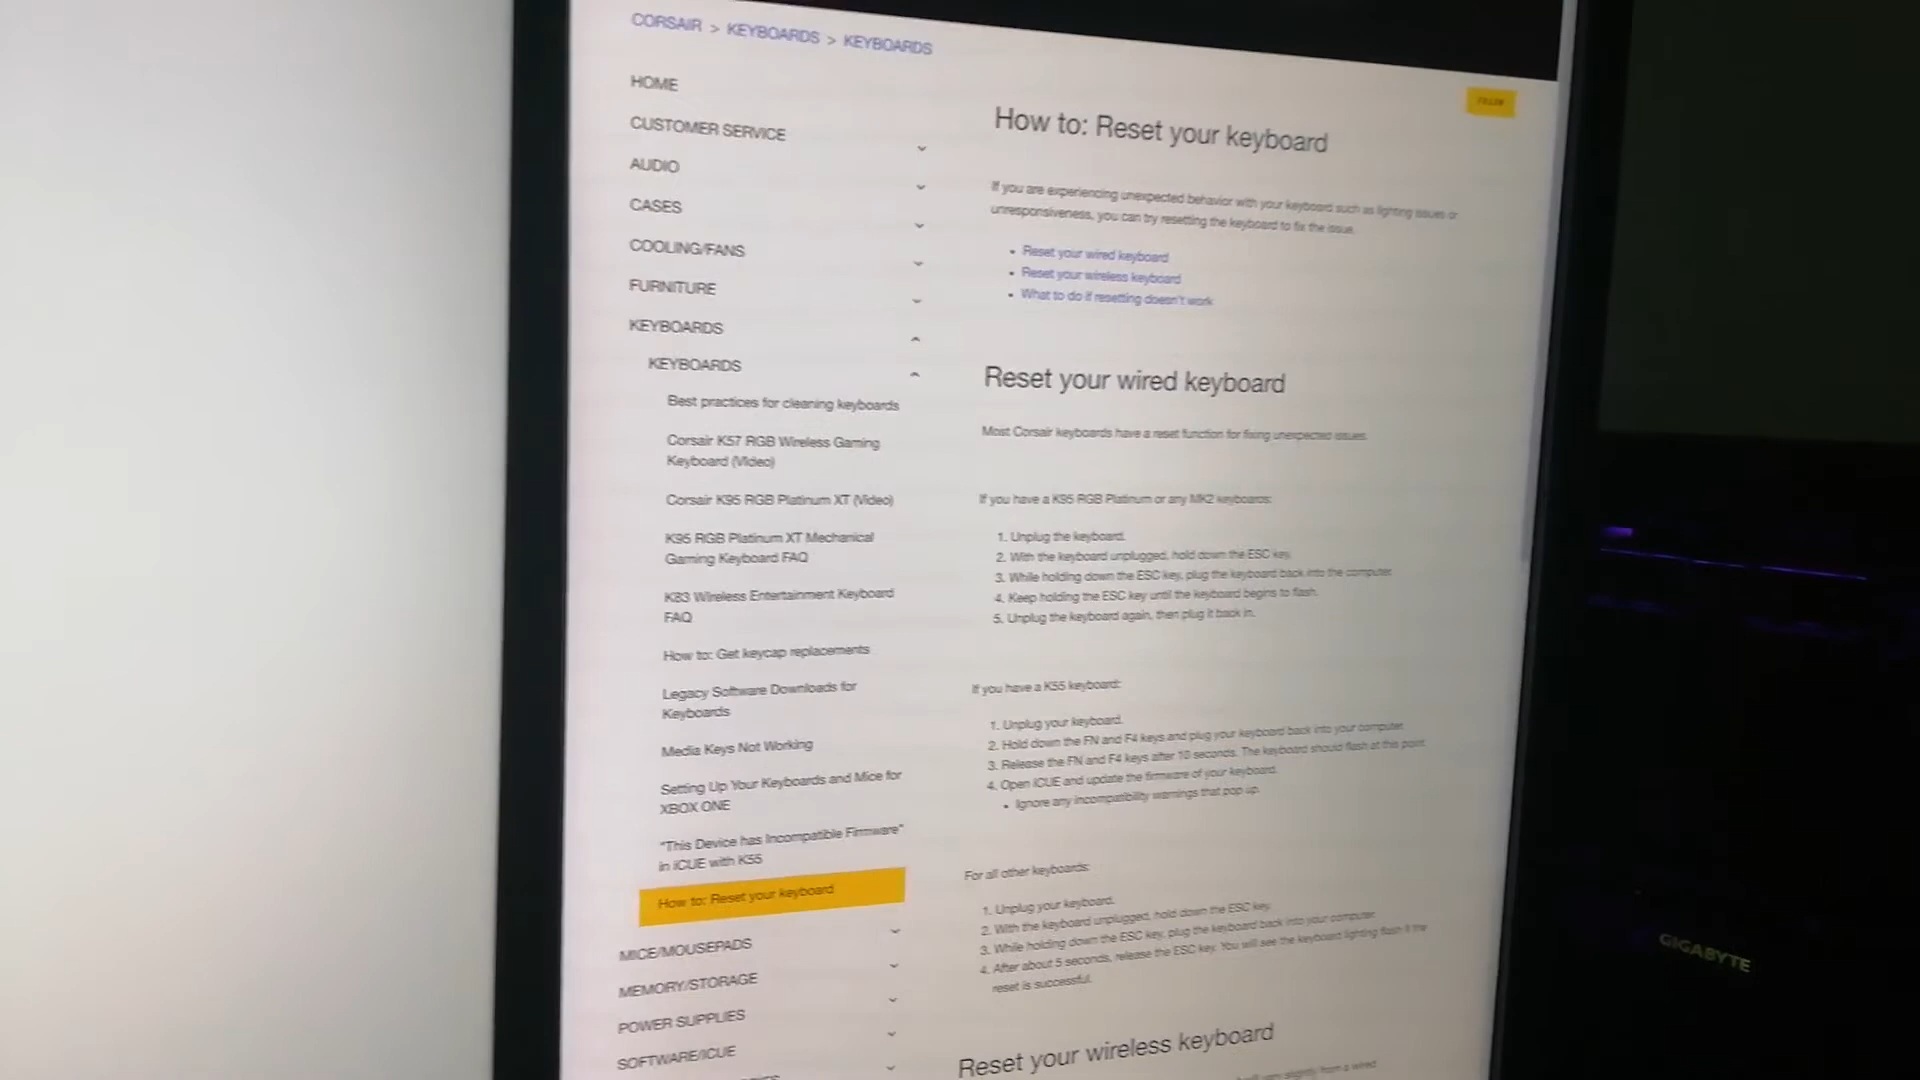 CORSAIR > KEYBOARDS > KEYBOARDS
HOME
CUSTOMER SERVICE
AUDIO
CASES
COOLING/FANS
FURNITURE
KEYBOARDS
KEYBOARDS
Best practices for cleaning keyboards
Corsair K57 RGB Wireless Gaming
Keyboard (Video)
Corsair K95 RGB Platinum XT (Video)
K95 RGB Platinum XT Mechanical
Gaming Keyboard FAQ
K83 Wireless Entertainment Keyboard
FAQ
How to: Get keycap replacements
Legacy Software Downloads for
Keyboards
Media Keys Not Working
Setting Up Your Keyboards and Mice for
XBOX ONE
"This Device has Incompatible Firmware"
in iCUE with K55
How to: Reset your keyboard
MICE/MOUSEPADS
MEMORY/STORAGE
POWER SUPPLIES
SOFTWARE/ICUE
How to: Reset your keyboard
If you are experiencing unexpected behavior with your keyboard such as lighting issues or
unresponsiveness, you can try resetting the keyboard to fix the issue.
• Reset your wired keyboard
• Reset your wireless keyboard
• What to do if resetting doesn't work
Reset your wired keyboard
Most Corsair keyboards have a reset function for fixing unexpected issues.
If you have a K95 RGB Platinum or any MK2 keyboards:
1. Unplug the keyboard.
2. With the keyboard unplugged, hold down the ESC key.
3. While holding down the ESC key, plug the keyboard back into the computer.
4. Keep holding the ESC key until the keyboard begins to flash.
5. Unplug the keyboard again, then plug it back in.
If you have a K55 keyboard:
1. Unplug your keyboard.
2. Hold down the FN and F4 keys and plug your keyboard back into your computer.
3. Release the FN and F4 keys after 10 seconds. The keyboard should flash at this point.
4. Open iCUE and update the firmware of your keyboard.
• Ignore any incompatibility warnings that pop up.
For all other keyboards:
1. Unplug your keyboard.
2. With the keyboard unplugged, hold down the ESC key.
3. While holding down the ESC key, plug the keyboard back into your computer.
4. After about 5 seconds, release the ESC key. You will see the keyboard lighting flash if the
reset is successful.
Reset your wireless keyboard
slightly from a wired
GIGABYTE